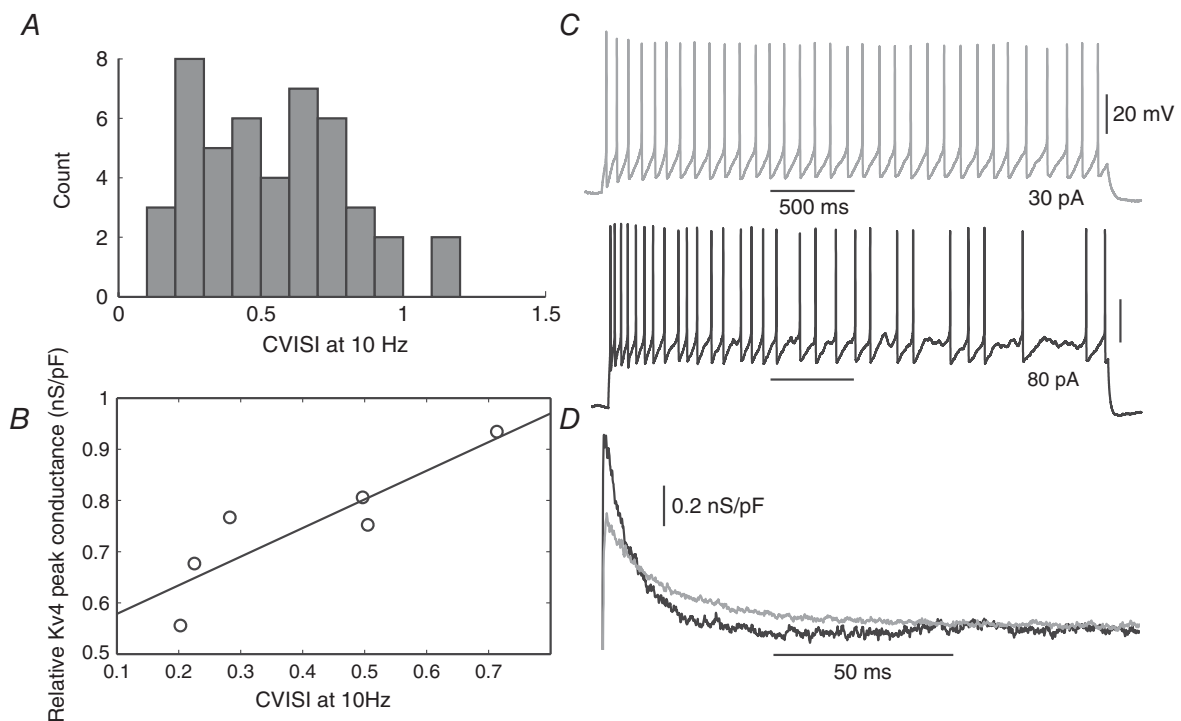 A
8
6
4
2
0
Count
0
0.5
1
1.5
CVISI at 10 Hz
B
1
0.9
0.8
0.7
0.6
0.5
Relative Kv4 peak conductance (nS/pF)
0.1
0.2
0.3
0.4
0.5
0.6
0.7
CVISI at 10Hz
C
20 mV
500 ms
30 pA
80 pA
D
0.2 nS/pF
50 ms